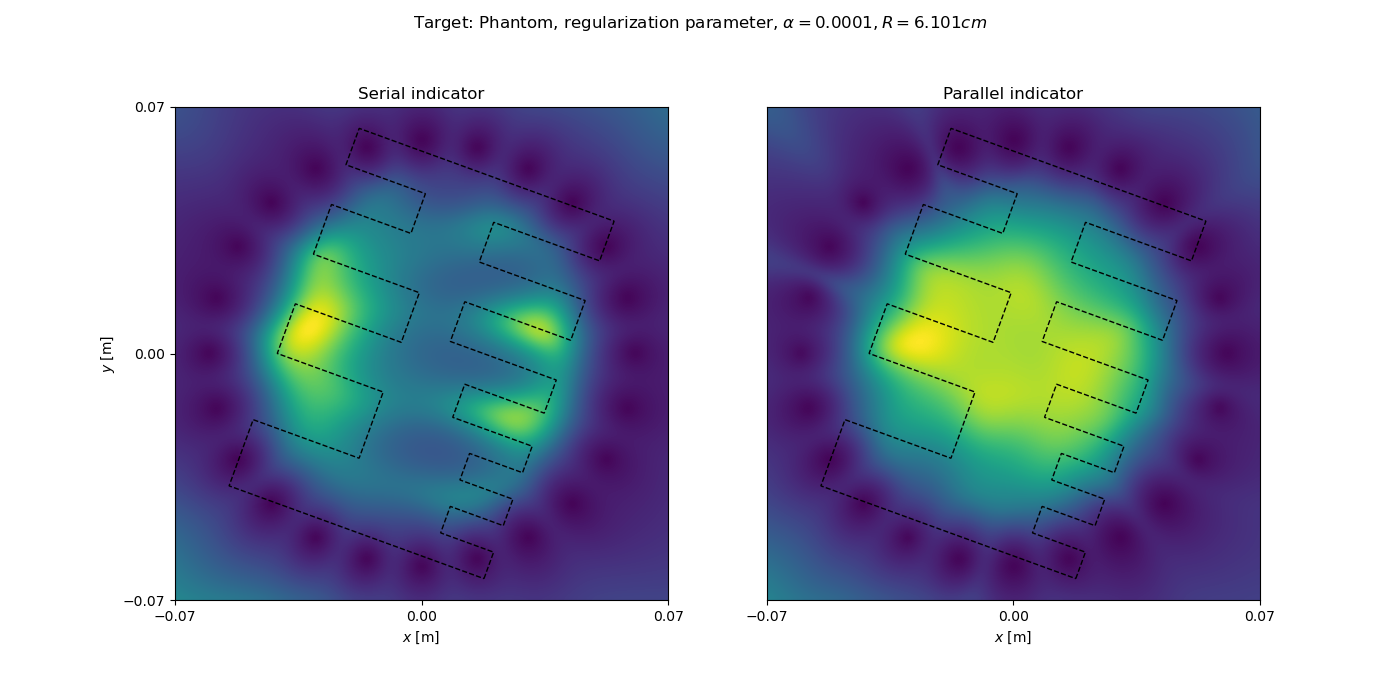 Target: Phantom, regularization parameter, α = 0.0001, R = 6.101cm
Serial indicator
Parallel indicator
0.07
0.00
−0.07
y [m]
−0.07 0.00 0.07
−0.07 0.00 0.07
x [m]
x [m]